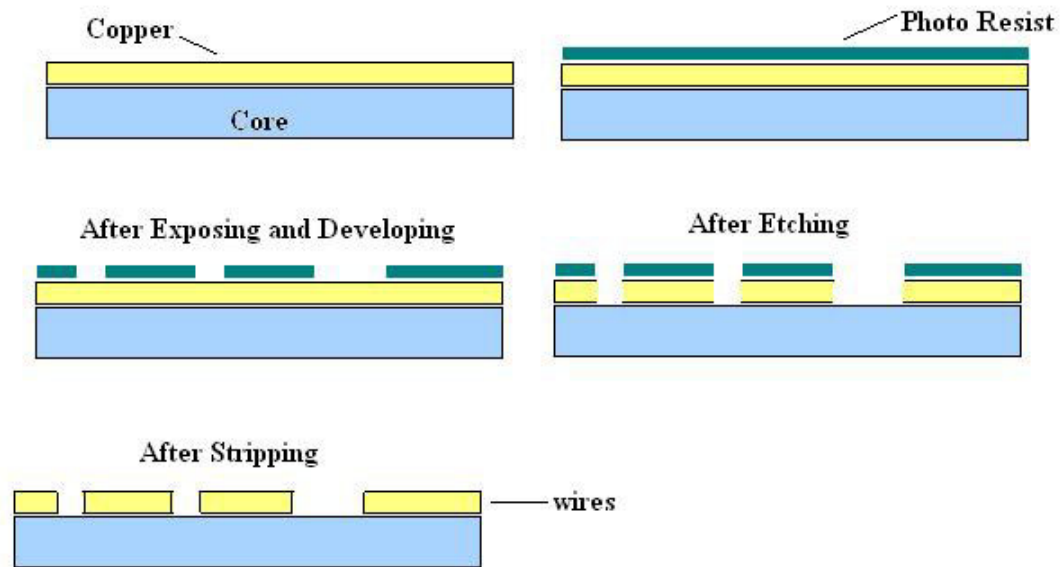 Copper
Photo Resist
Core
After Exposing and Developing
After Etching
After Stripping
wires